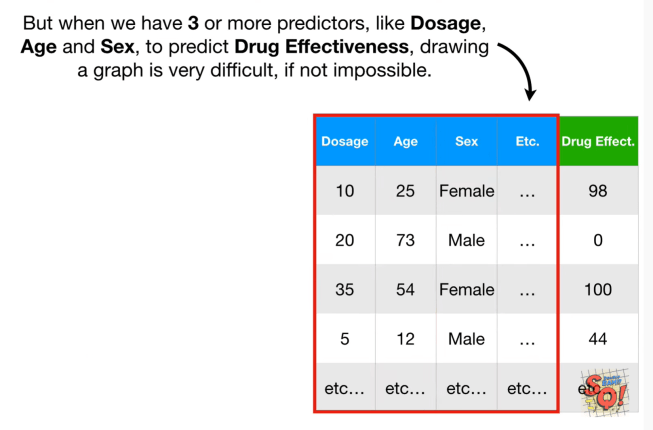 But when we have 3 or more predictors, like Dosage,
Age and Sex, to predict Drug Effectiveness, drawing
a graph is very difficult, if not impossible.
Dosage Age Sex Etc. Drug Effect.
10 25 Female ... 98
20 73 Male ... 0
35 54 Female ... 100
5 12 Male ... 44
etc... etc... etc... etc...
SQ!